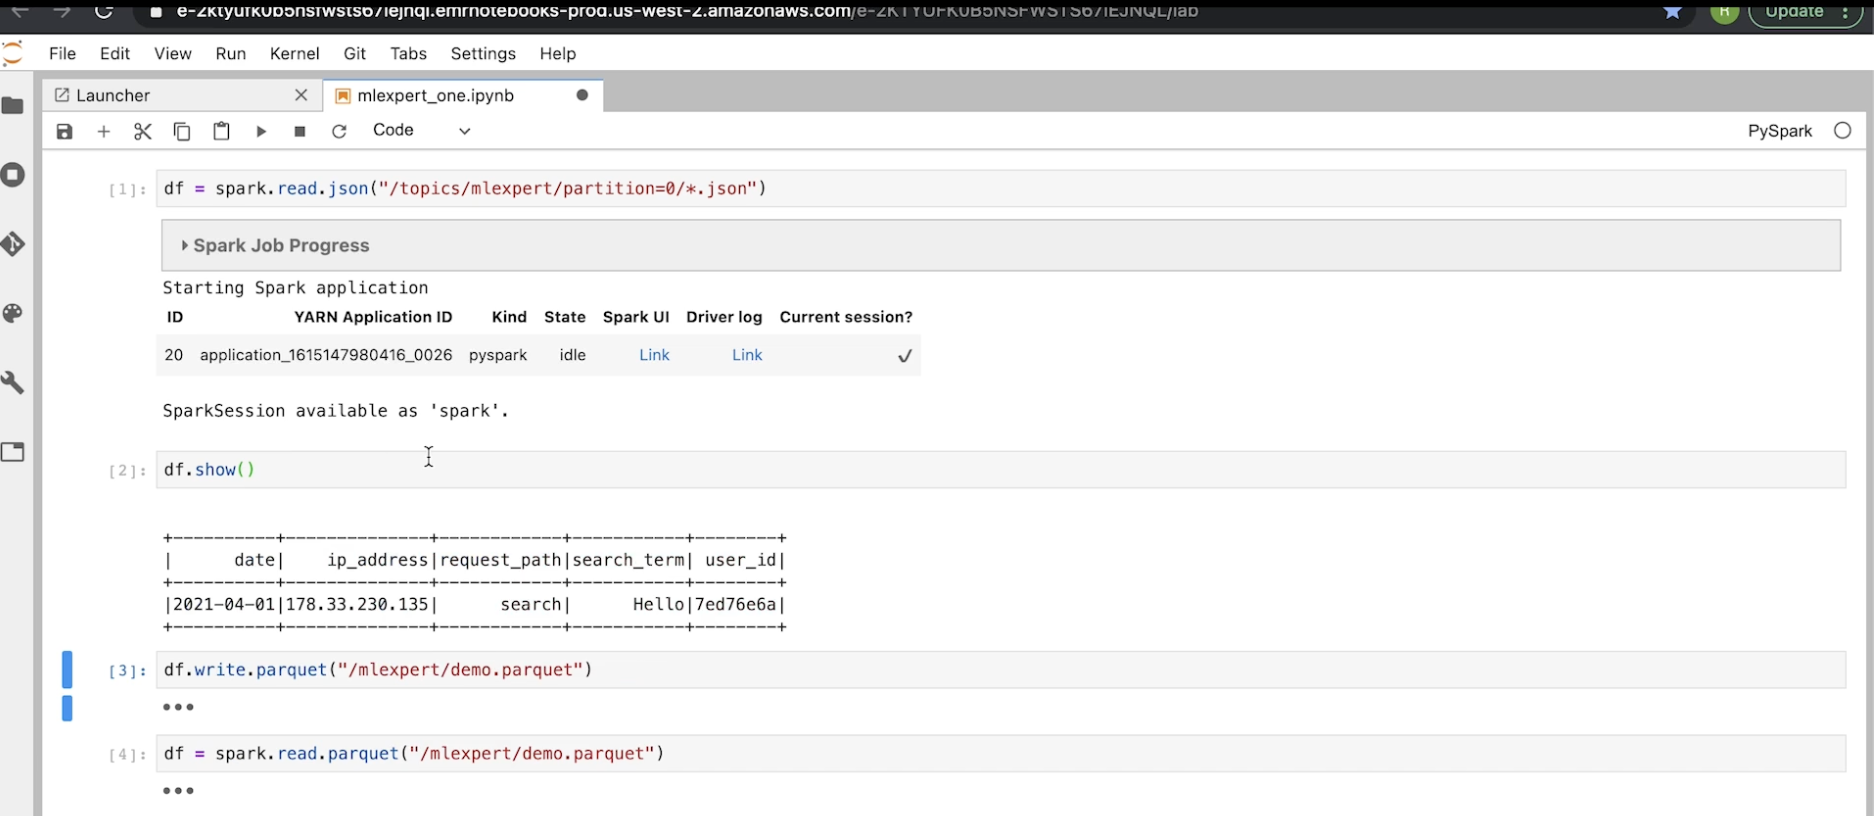 e-2ktyufk0b5nsfwsts67iejnql.emrnotebooks-prod.us-west-2.amazonaws.com/e-2KTYUFK0B5NSFWSTS67IEJNQL/lab R Update
File Edit View Run Kernel Git Tabs Settings Help
Launcher mlexpert_one.ipynb
Code PySpark
[1]: df = spark.read.json("/topics/mlexpert/partition=0/*.json")
Spark Job Progress
Starting Spark application
ID YARN Application ID Kind State Spark UI Driver log Current session?
20 application_1615147980416_0026 pyspark idle Link Link ✓
SparkSession available as 'spark'.
[2]: df.show()
+----------+--------------+------------+-----------+--------+
|      date|    ip_address|request_path|search_term| user_id|
+----------+--------------+------------+-----------+--------+
|2021-04-01|178.33.230.135|      search|      Hello|7ed76e6a|
+----------+--------------+------------+-----------+--------+
[3]: df.write.parquet("/mlexpert/demo.parquet")
•••
[4]: df = spark.read.parquet("/mlexpert/demo.parquet")
•••